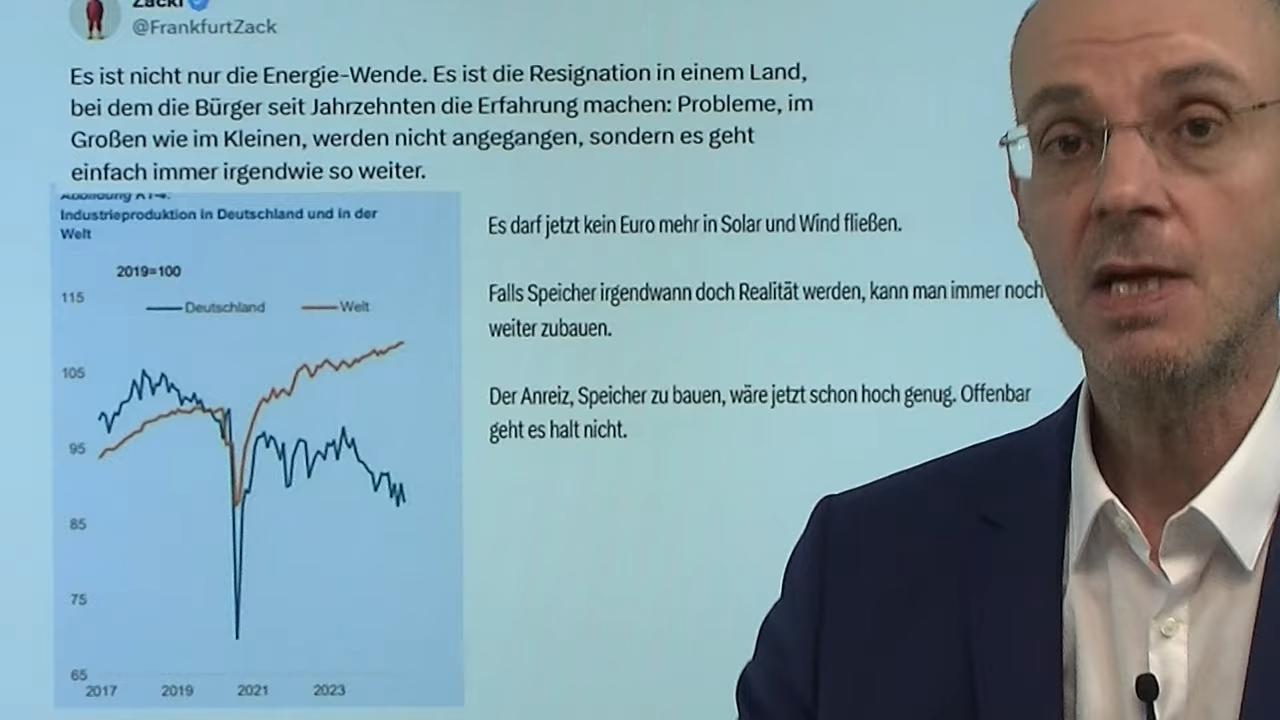 Zacki
@FrankfurtZack
Es ist nicht nur die Energie-Wende. Es ist die Resignation in einem Land,
bei dem die Bürger seit Jahrzehnten die Erfahrung machen: Probleme, im
Großen wie im Kleinen, werden nicht angegangen, sondern es geht
einfach immer irgendwie so weiter.
Industrieproduktion in Deutschland und in der
Welt
2019=100
Deutschland
Welt
115
105
95
85
75
65
2017
2019
2021
2023
Es darf jetzt kein Euro mehr in Solar und Wind fließen.
Falls Speicher irgendwann doch Realität werden, kann man immer noch
weiter zubauen.
Der Anreiz, Speicher zu bauen, wäre jetzt schon hoch genug. Offenbar
geht es halt nicht.